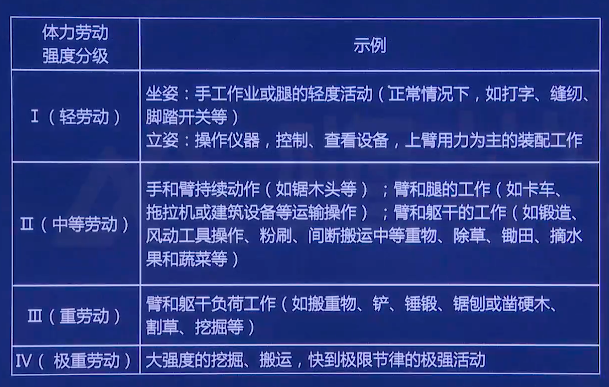 体力劳动
强度分级
示例
Ⅰ（轻劳动）
坐姿：手工作业或腿的轻度活动（正常情况下，如打字、缝纫、
脚踏开关等）
立姿：操作仪器，控制、查看设备，上臂用力为主的装配工作
Ⅱ（中等劳动）
手和臂持续动作（如锯木头等）；臂和腿的工作（如卡车、
拖拉机或建筑设备等运输操作）；臂和躯干的工作（如锻造、
风动工具操作、粉刷、间断搬运中等重物、除草、锄田、摘水
果和蔬菜等）
Ⅲ（重劳动）
臂和躯干负荷工作（如搬重物、铲、锤锻、锯刨或凿硬木、
割草、挖掘等）
Ⅳ（极重劳动）
大强度的挖掘、搬运，快到极限节律的极强活动